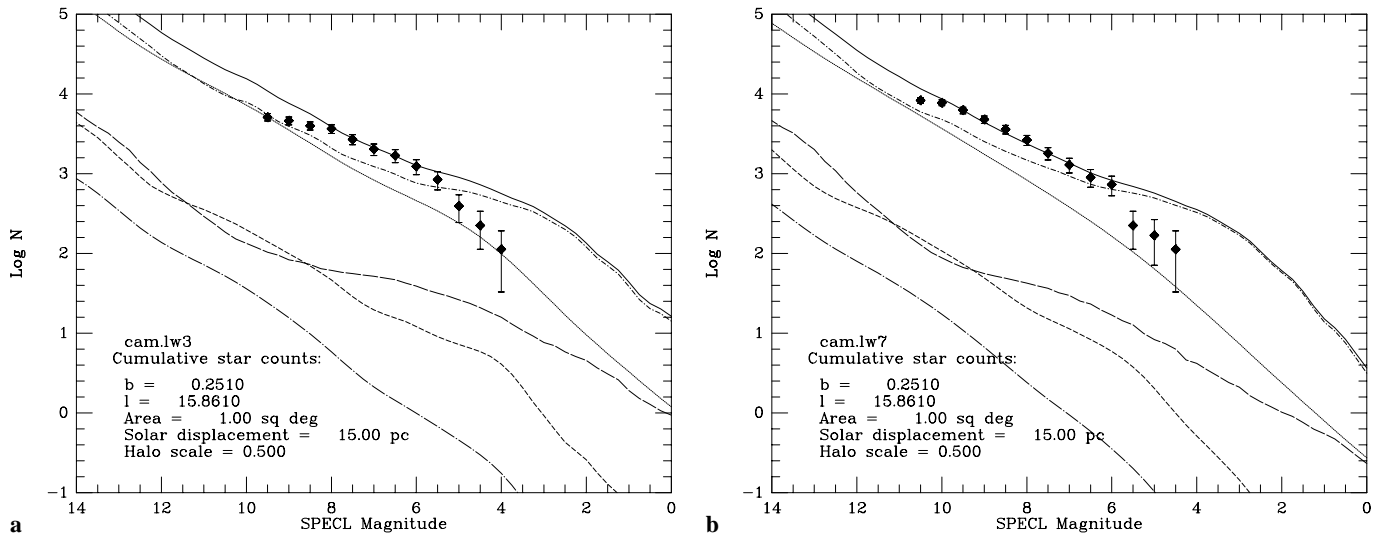 5
4
3
2
1
0
−1
Log N
cam.lw3
Cumulative star counts:
b = 0.2510
l = 15.8610
Area = 1.00 sq deg
Solar displacement = 15.00 pc
Halo scale = 0.500
14 12 10 8 6 4 2 0
SPECL Magnitude
a
5
4
3
2
1
0
−1
Log N
cam.lw7
Cumulative star counts:
b = 0.2510
l = 15.8610
Area = 1.00 sq deg
Solar displacement = 15.00 pc
Halo scale = 0.500
14 12 10 8 6 4 2 0
SPECL Magnitude
b